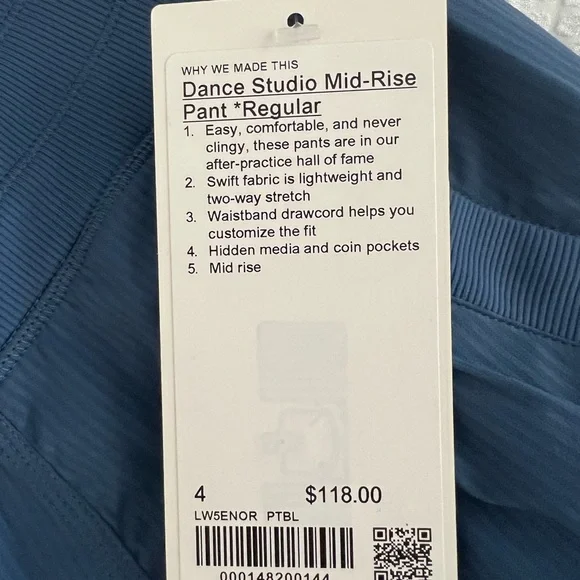 WHY WE MADE THIS
Dance Studio Mid-Rise
Pant *Regular
1. Easy, comfortable, and never
clingy, these pants are in our
after-practice hall of fame
2. Swift fabric is lightweight and
two-way stretch
3. Waistband drawcord helps you
customize the fit
4. Hidden media and coin pockets
5. Mid rise
4 $118.00
LW5ENOR PTBL
000148200144